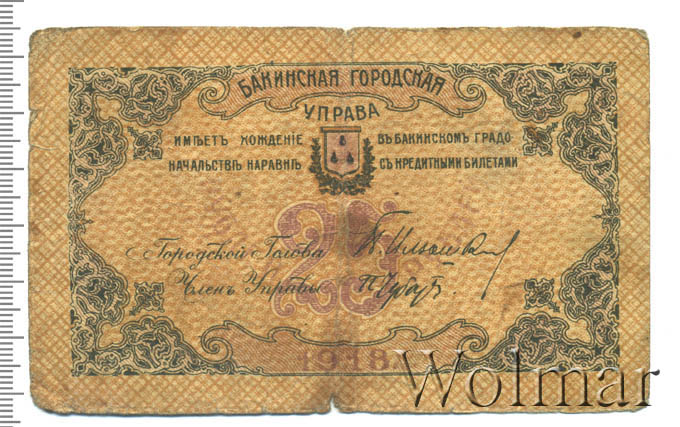 БАКИНСКАЯ ГОРОДСКАЯ
УПРАВА
ИМѢЕТЪ ХОЖДЕНІЕ ВЪ БАКИНСКОМЪ ГРАДО
НАЧАЛЬСТВѢ НАРАВНѢ СЪ КРЕДИТНЫМИ БИЛЕТАМИ
25
Городской Голова
Членъ Управы
1918
Wolmar